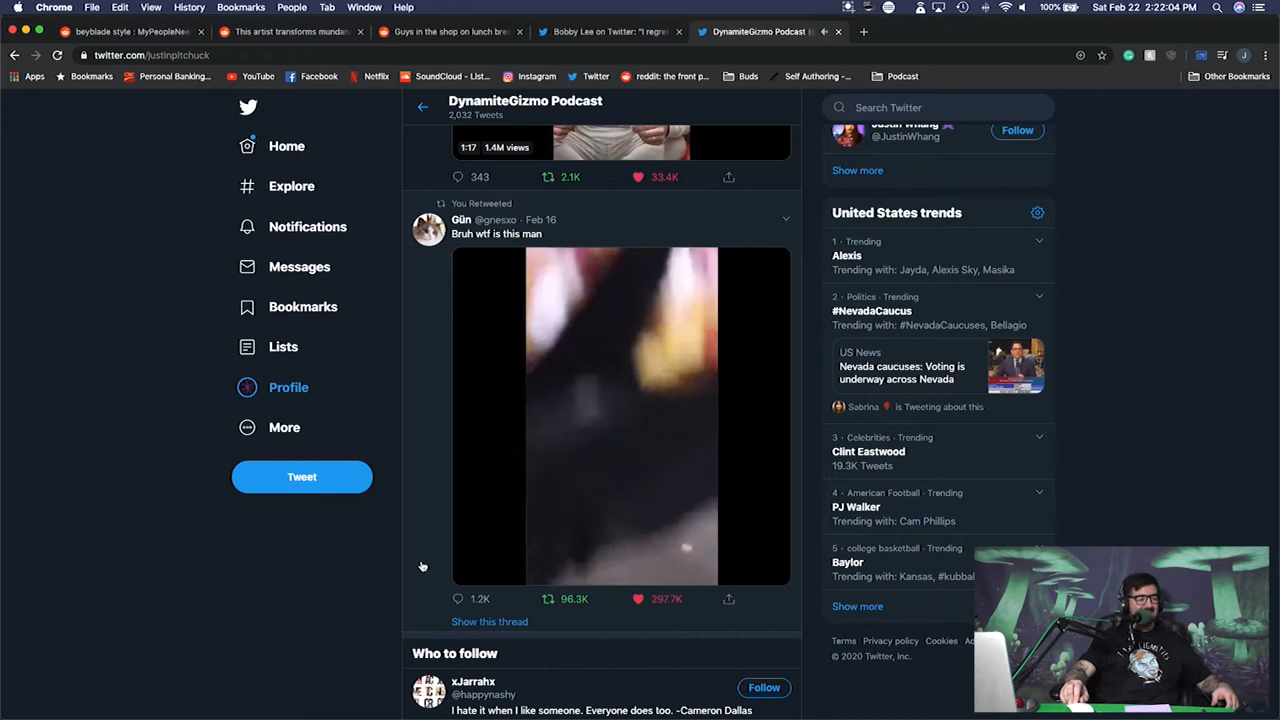 Chrome File Edit View History Bookmarks People Tab Window Help
100% Sat Feb 22 2:22:04 PM
beyblade style : MyPeopleNee
This artist transforms mundan
Guys in the shop on lunch bre
Bobby Lee on Twitter: "I regre
DynamiteGizmo Podcast (
twitter.com/justinpitchuck
J
Apps Bookmarks Personal Banking... YouTube Facebook Netflix SoundCloud - List... Instagram Twitter reddit: the front p... Buds Self Authoring -... Podcast Other Bookmarks
Home
Explore
Notifications
Messages
Bookmarks
Lists
Profile
More
Tweet
DynamiteGizmo Podcast
2,032 Tweets
1:17 1.4M views
343 2.1K 33.4K
You Retweeted
Gün @gnesxo · Feb 16
Bruh wtf is this man
1.2K 96.3K 297.7K
Show this thread
Who to follow
xJarrahx
@happynashy
Follow
I hate it when I like someone. Everyone does too. -Cameron Dallas
Search Twitter
Justin Whang
@JustinWhang
Follow
Show more
United States trends
1 · Trending
Alexis
Trending with: Jayda, Alexis Sky, Masika
2 · Politics · Trending
#NevadaCaucus
Trending with: #NevadaCaucuses, Bellagio
US News
Nevada caucuses: Voting is
underway across Nevada
Sabrina is Tweeting about this
3 · Celebrities · Trending
Clint Eastwood
19.3K Tweets
4 · American Football · Trending
PJ Walker
Trending with: Cam Phillips
5 · college basketball · Trending
Baylor
Trending with: Kansas, #kubbal
Show more
Terms Privacy policy Cookies
© 2020 Twitter, Inc.